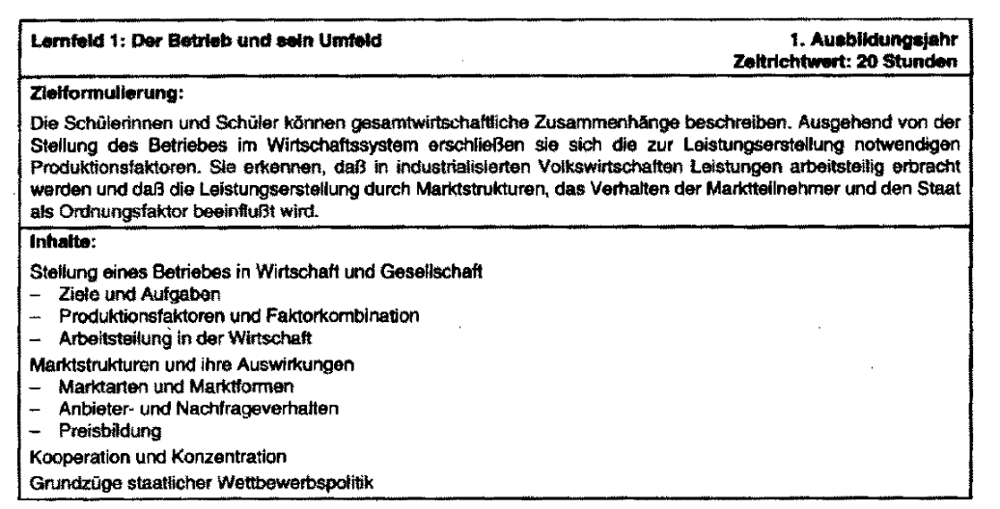 Lernfeld 1: Der Betrieb und sein Umfeld
1. Ausbildungsjahr
Zeitrichtwert: 20 Stunden
Zielformulierung:
Die Schülerinnen und Schüler können gesamtwirtschaftliche Zusammenhänge beschreiben. Ausgehend von der
Stellung des Betriebes im Wirtschaftssystem erschließen sie sich die zur Leistungserstellung notwendigen
Produktionsfaktoren. Sie erkennen, daß in industrialisierten Volkswirtschaften Leistungen arbeitsteilig erbracht
werden und daß die Leistungserstellung durch Marktstrukturen, das Verhalten der Marktteilnehmer und den Staat
als Ordnungsfaktor beeinflußt wird.
Inhalte:
Stellung eines Betriebes in Wirtschaft und Gesellschaft
– Ziele und Aufgaben
– Produktionsfaktoren und Faktorkombination
– Arbeitsteilung in der Wirtschaft
Marktstrukturen und ihre Auswirkungen
– Marktarten und Marktformen
– Anbieter- und Nachfrageverhalten
– Preisbildung
Kooperation und Konzentration
Grundzüge staatlicher Wettbewerbspolitik